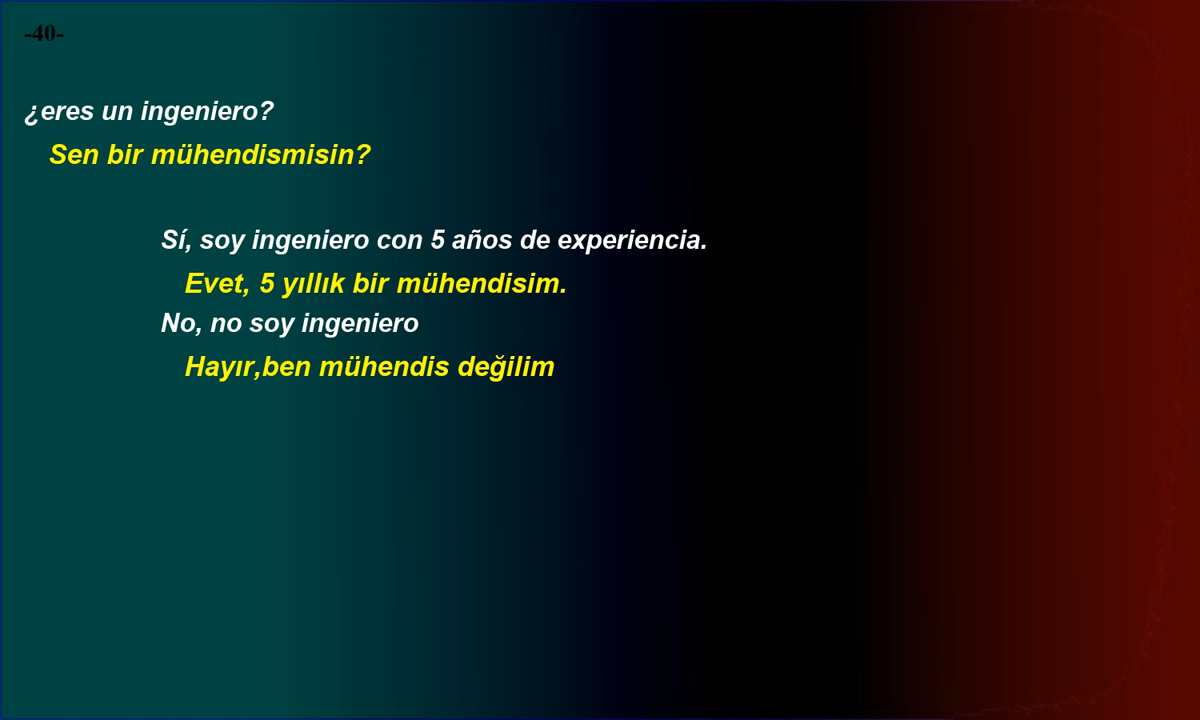 -40-
¿eres un ingeniero?
Sen bir mühendismisin?
Sí, soy ingeniero con 5 años de experiencia.
Evet, 5 yıllık bir mühendisim.
No, no soy ingeniero
Hayır,ben mühendis değilim